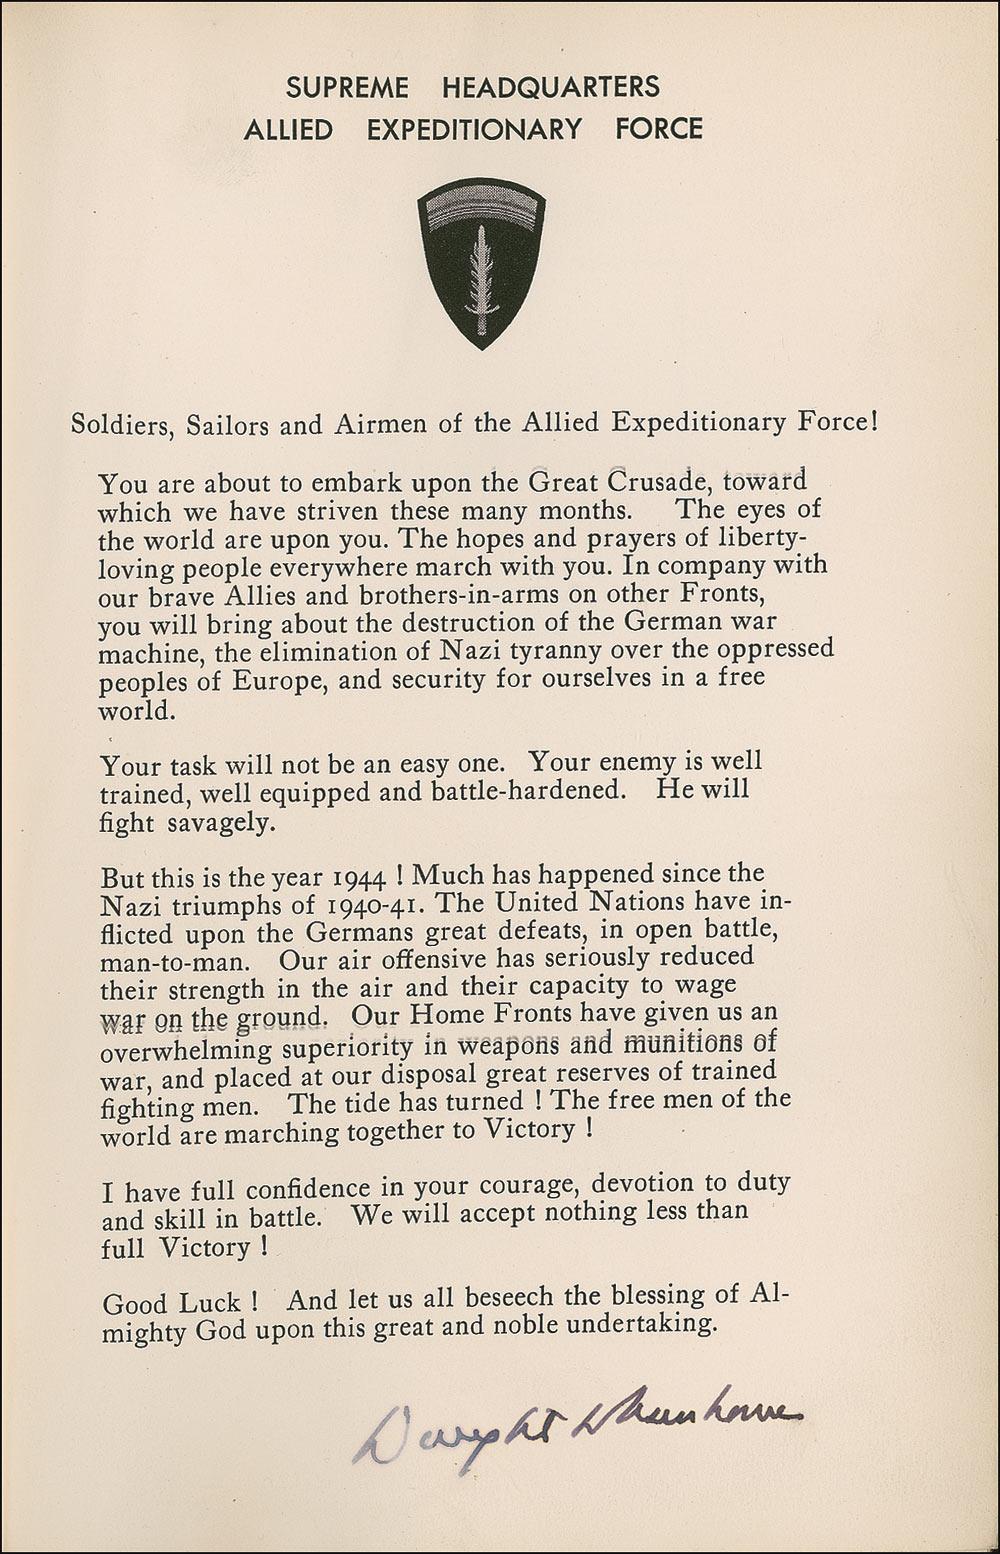 SUPREME HEADQUARTERS
ALLIED EXPEDITIONARY FORCE
Soldiers, Sailors and Airmen of the Allied Expeditionary Force!
You are about to embark upon the Great Crusade, toward
which we have striven these many months. The eyes of
the world are upon you. The hopes and prayers of liberty-
loving people everywhere march with you. In company with
our brave Allies and brothers-in-arms on other Fronts,
you will bring about the destruction of the German war
machine, the elimination of Nazi tyranny over the oppressed
peoples of Europe, and security for ourselves in a free
world.
Your task will not be an easy one. Your enemy is well
trained, well equipped and battle-hardened. He will
fight savagely.
But this is the year 1944 ! Much has happened since the
Nazi triumphs of 1940-41. The United Nations have in-
flicted upon the Germans great defeats, in open battle,
man-to-man. Our air offensive has seriously reduced
their strength in the air and their capacity to wage
war on the ground. Our Home Fronts have given us an
overwhelming superiority in weapons and munitions of
war, and placed at our disposal great reserves of trained
fighting men. The tide has turned ! The free men of the
world are marching together to Victory !
I have full confidence in your courage, devotion to duty
and skill in battle. We will accept nothing less than
full Victory !
Good Luck ! And let us all beseech the blessing of Al-
mighty God upon this great and noble undertaking.
Dwight D Eisenhower